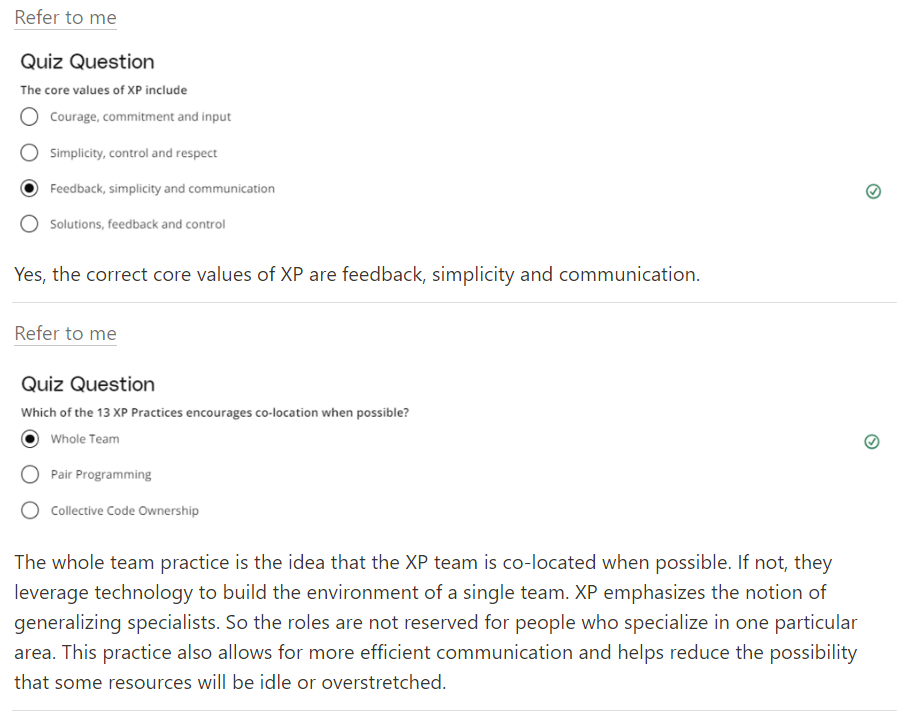 Refer to me
Quiz Question
The core values of XP include
Courage, commitment and input
Simplicity, control and respect
Feedback, simplicity and communication
Solutions, feedback and control
Yes, the correct core values of XP are feedback, simplicity and communication.
Refer to me
Quiz Question
Which of the 13 XP Practices encourages co-location when possible?
Whole Team
Pair Programming
Collective Code Ownership
The whole team practice is the idea that the XP team is co-located when possible. If not, they
leverage technology to build the environment of a single team. XP emphasizes the notion of
generalizing specialists. So the roles are not reserved for people who specialize in one particular
area. This practice also allows for more efficient communication and helps reduce the possibility
that some resources will be idle or overstretched.